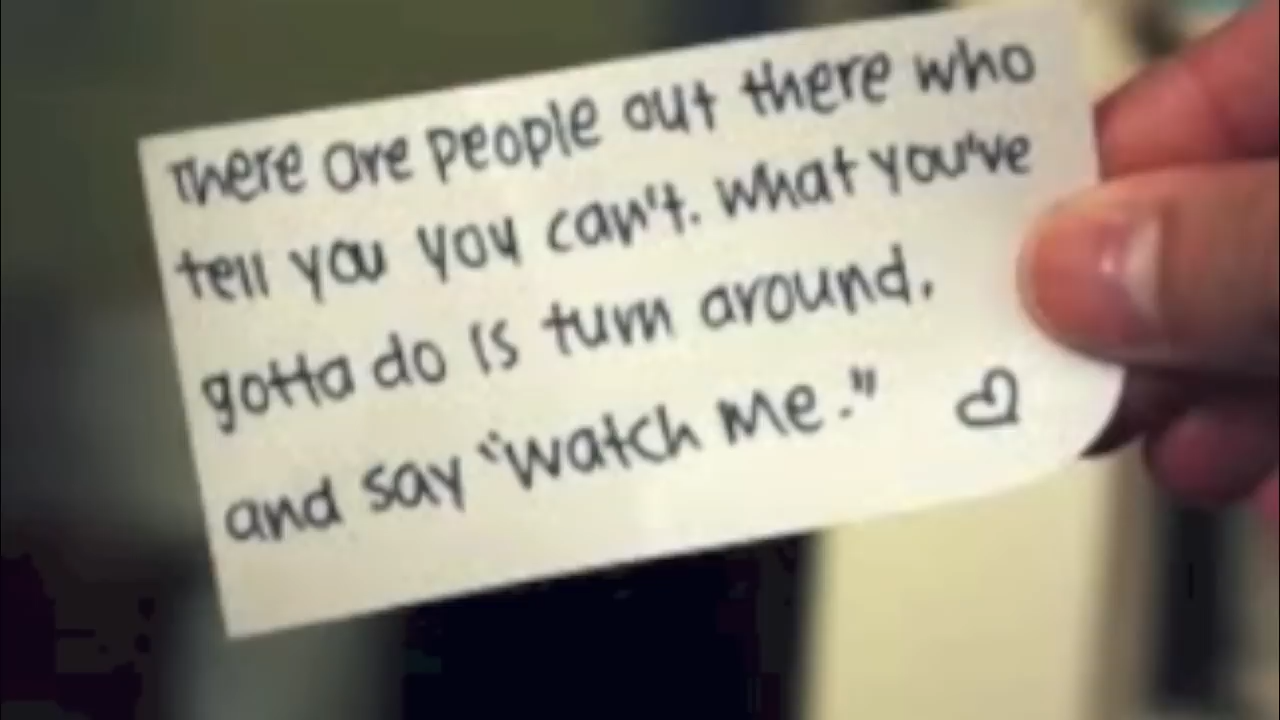 There are people out there who
tell you you can't. What you've
gotta do is turn around.
and say "watch me." ♡